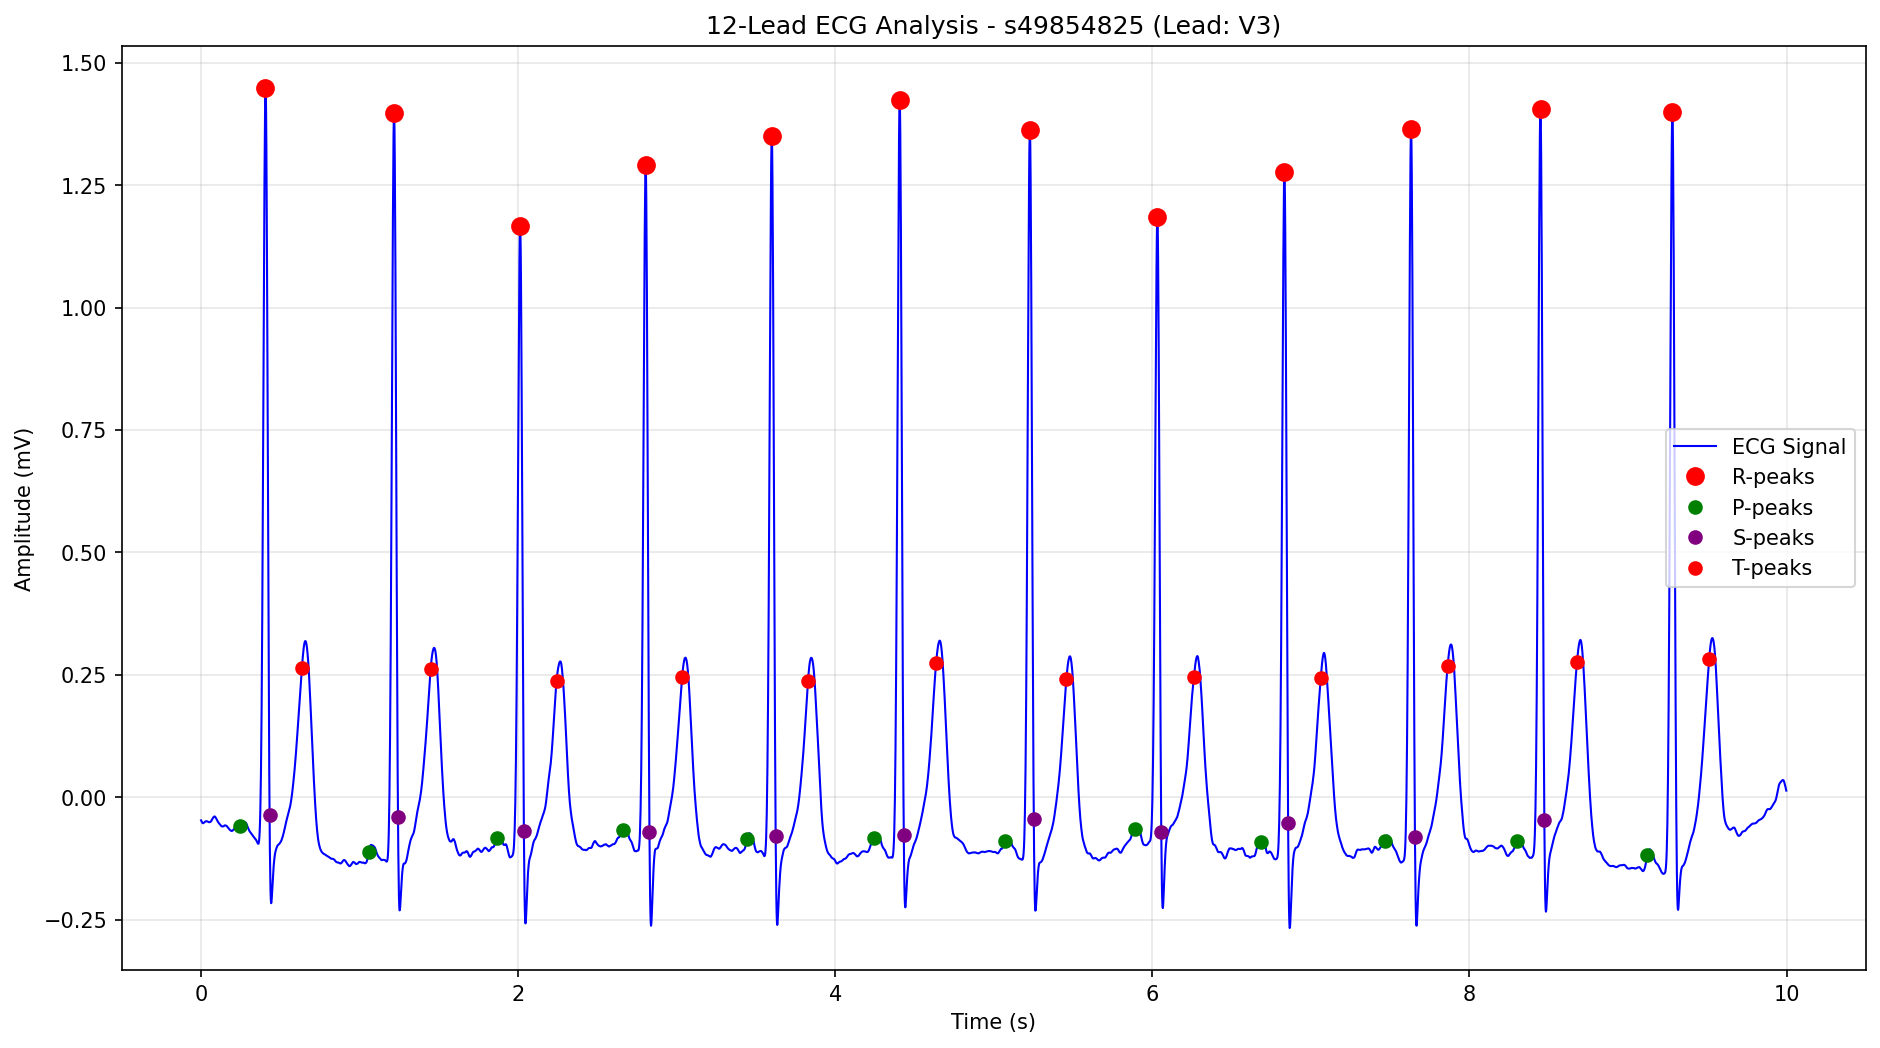 12-Lead ECG Analysis - s49854825 (Lead: V3)
1.50
1.25
1.00
0.75
0.50
0.25
0.00
−0.25
Amplitude (mV)
ECG Signal
R-peaks
P-peaks
S-peaks
T-peaks
0 2 4 6 8 10
Time (s)